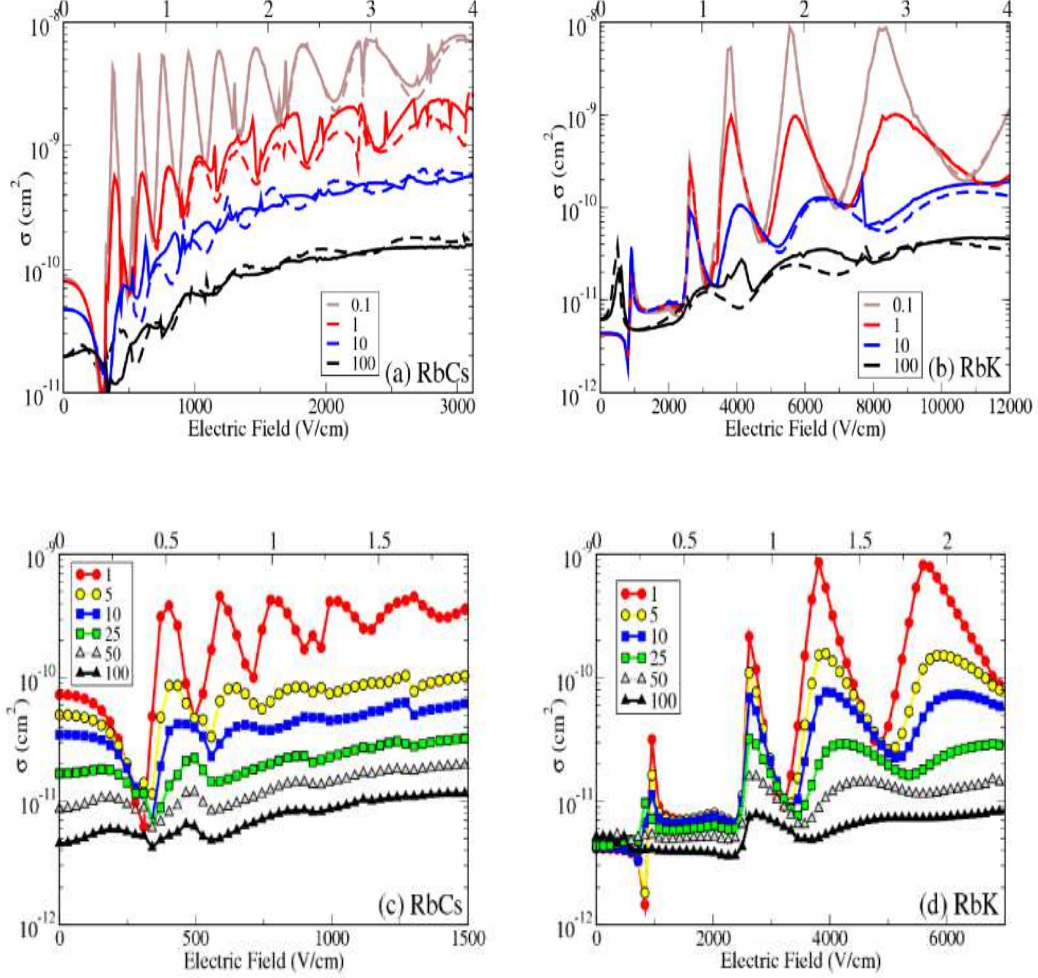 0 1 2 3 4
10^-8
10^-9
10^-10
10^-11
σ (cm^2)
0.1
1
10
100
(a) RbCs
0 1000 2000 3000
Electric Field (V/cm)
0 1 2 3 4
10^-8
10^-9
10^-10
10^-11
10^-12
σ (cm^2)
0.1
1
10
100
(b) RbK
0 2000 4000 6000 8000 10000 12000
Electric Field (V/cm)
0 0.5 1 1.5
10^-9
10^-10
10^-11
10^-12
σ (cm^2)
1
5
10
25
50
100
(c) RbCs
0 500 1000 1500
Electric Field (V/cm)
0 0.5 1 1.5 2
10^-9
10^-10
10^-11
10^-12
σ (cm^2)
1
5
10
25
50
100
(d) RbK
0 2000 4000 6000
Electric Field (V/cm)